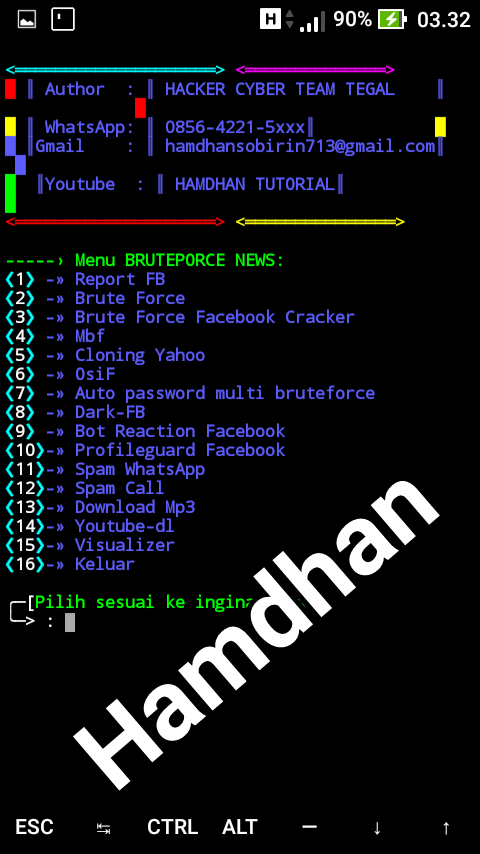 H 90% 03.32
Author : HACKER CYBER TEAM TEGAL
WhatsApp: 0856-4221-5xxx
Gmail : hamdhansobirin713@gmail.com
Youtube : HAMDHAN TUTORIAL
-----› Menu BRUTEPORCE NEWS:
❮1❯ -» Report FB
❮2❯ -» Brute Force
❮3❯ -» Brute Force Facebook Cracker
❮4❯ -» Mbf
❮5❯ -» Cloning Yahoo
❮6❯ -» OsiF
❮7❯ -» Auto password multi bruteforce
❮8❯ -» Dark-FB
❮9❯ -» Bot Reaction Facebook
❮10❯-» Profileguard Facebook
❮11❯-» Spam WhatsApp
❮12❯-» Spam Call
❮13❯-» Download Mp3
❮14❯-» Youtube-dl
❮15❯-» Visualizer
❮16❯-» Keluar
[Pilih sesuai ke
> :
Hamdhan
ESC CTRL ALT — ↓ ↑